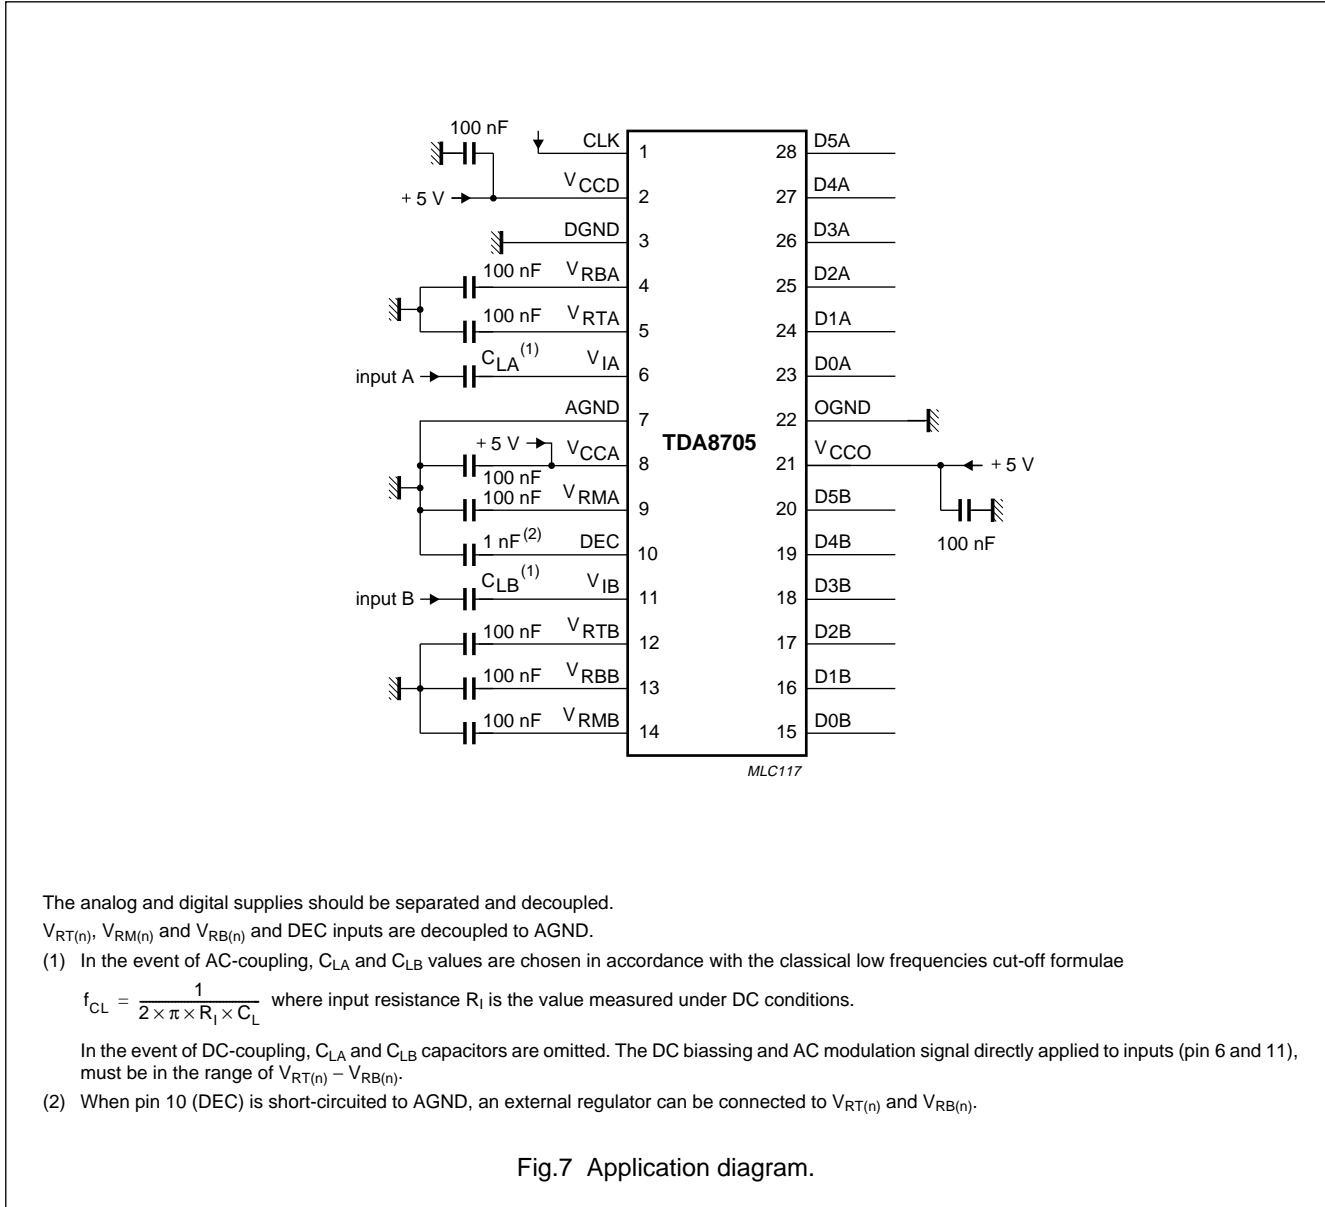 100 nF
CLK
1
28
D5A
+ 5 V
VCCD
2
27
D4A
DGND
3
26
D3A
100 nF
VRBA
4
25
D2A
100 nF
VRTA
5
24
D1A
input A
CLA(1)
VIA
6
23
D0A
AGND
7
22
OGND
TDA8705
+ 5 V
VCCA
8
21
VCCO
+ 5 V
100 nF
100 nF
VRMA
9
20
D5B
100 nF
1 nF(2)
DEC
10
19
D4B
input B
CLB(1)
VIB
11
18
D3B
100 nF
VRTB
12
17
D2B
100 nF
VRBB
13
16
D1B
100 nF
VRMB
14
15
D0B
MLC117
The analog and digital supplies should be separated and decoupled.
VRT(n), VRM(n) and VRB(n) and DEC inputs are decoupled to AGND.
(1) In the event of AC-coupling, CLA and CLB values are chosen in accordance with the classical low frequencies cut-off formulae
fCL = 1 / 2 × π × RI × CL where input resistance RI is the value measured under DC conditions.
In the event of DC-coupling, CLA and CLB capacitors are omitted. The DC biassing and AC modulation signal directly applied to inputs (pin 6 and 11),
must be in the range of VRT(n) − VRB(n).
(2) When pin 10 (DEC) is short-circuited to AGND, an external regulator can be connected to VRT(n) and VRB(n).
Fig.7 Application diagram.